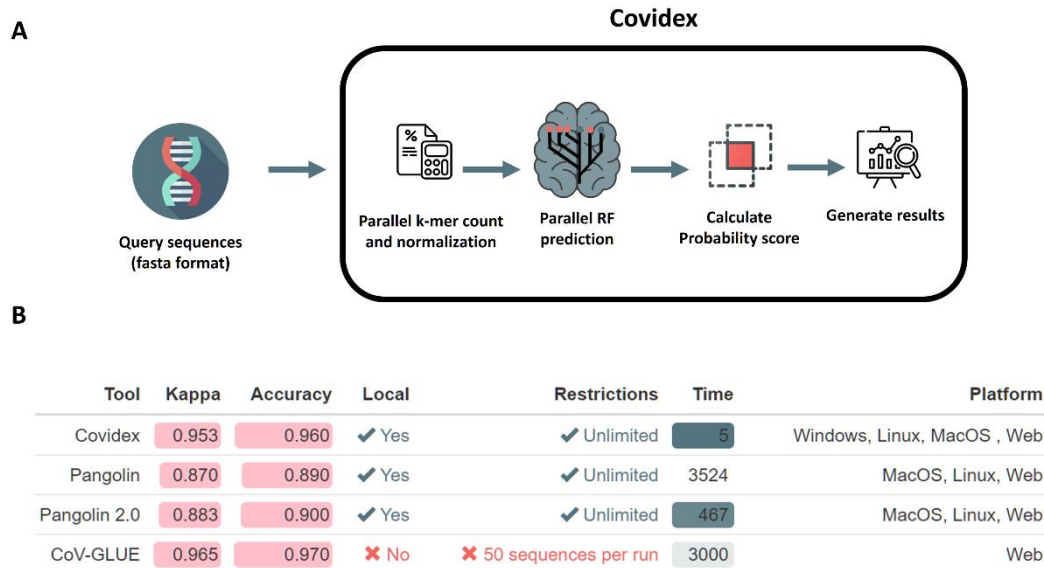 A
Covidex
Query sequences
(fasta format)
%
Parallel k-mer count
and normalization
Parallel RF
prediction
Calculate
Probability score
Generate results
B
Tool Kappa Accuracy Local Restrictions Time Platform
Covidex 0.953 0.960 ✔ Yes ✔ Unlimited 5 Windows, Linux, MacOS , Web
Pangolin 0.870 0.890 ✔ Yes ✔ Unlimited 3524 MacOS, Linux, Web
Pangolin 2.0 0.883 0.900 ✔ Yes ✔ Unlimited 467 MacOS, Linux, Web
CoV-GLUE 0.965 0.970 ✖ No ✖ 50 sequences per run 3000 Web